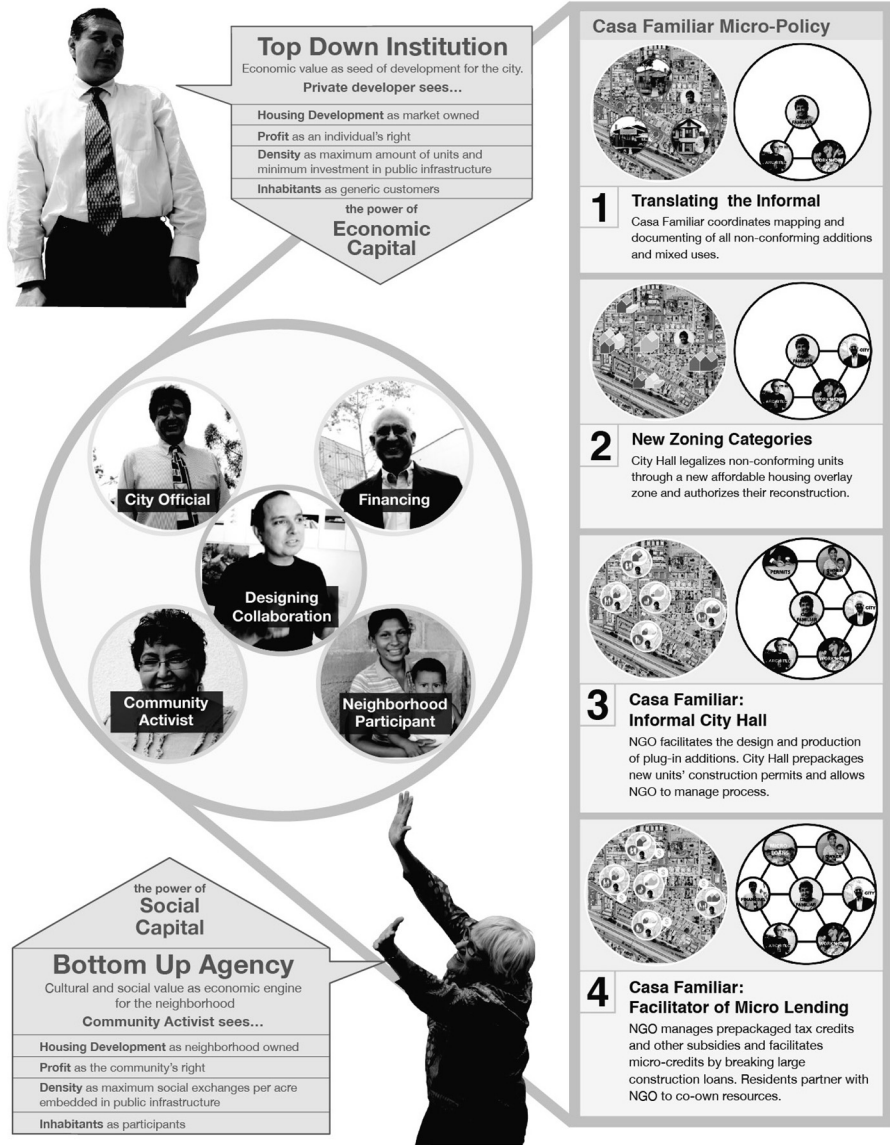 Top Down Institution
Economic value as seed of development for the city.
Private developer sees...
Housing Development as market owned
Profit as an individual's right
Density as maximum amount of units and
minimum investment in public infrastructure
Inhabitants as generic customers
the power of
Economic
Capital
City Official
Financing
Designing
Collaboration
Community
Activist
Neighborhood
Participant
the power of
Social
Capital
Bottom Up Agency
Cultural and social value as economic engine
for the neighborhood
Community Activist sees...
Housing Development as neighborhood owned
Profit as the community's right
Density as maximum social exchanges per acre
embedded in public infrastructure
Inhabitants as participants
Casa Familiar Micro-Policy
1
Translating the Informal
Casa Familiar coordinates mapping and
documenting of all non-conforming additions
and mixed uses.
CITY
2
New Zoning Categories
City Hall legalizes non-conforming units
through a new affordable housing overlay
zone and authorizes their reconstruction.
PERMITS
CITY
3
Casa Familiar:
Informal City Hall
NGO facilitates the design and production
of plug-in additions. City Hall prepackages
new units' construction permits and allows
NGO to manage process.
CITY
4
Casa Familiar:
Facilitator of Micro Lending
NGO manages prepackaged tax credits
and other subsidies and facilitates
micro-credits by breaking large
construction loans. Residents partner with
NGO to co-own resources.